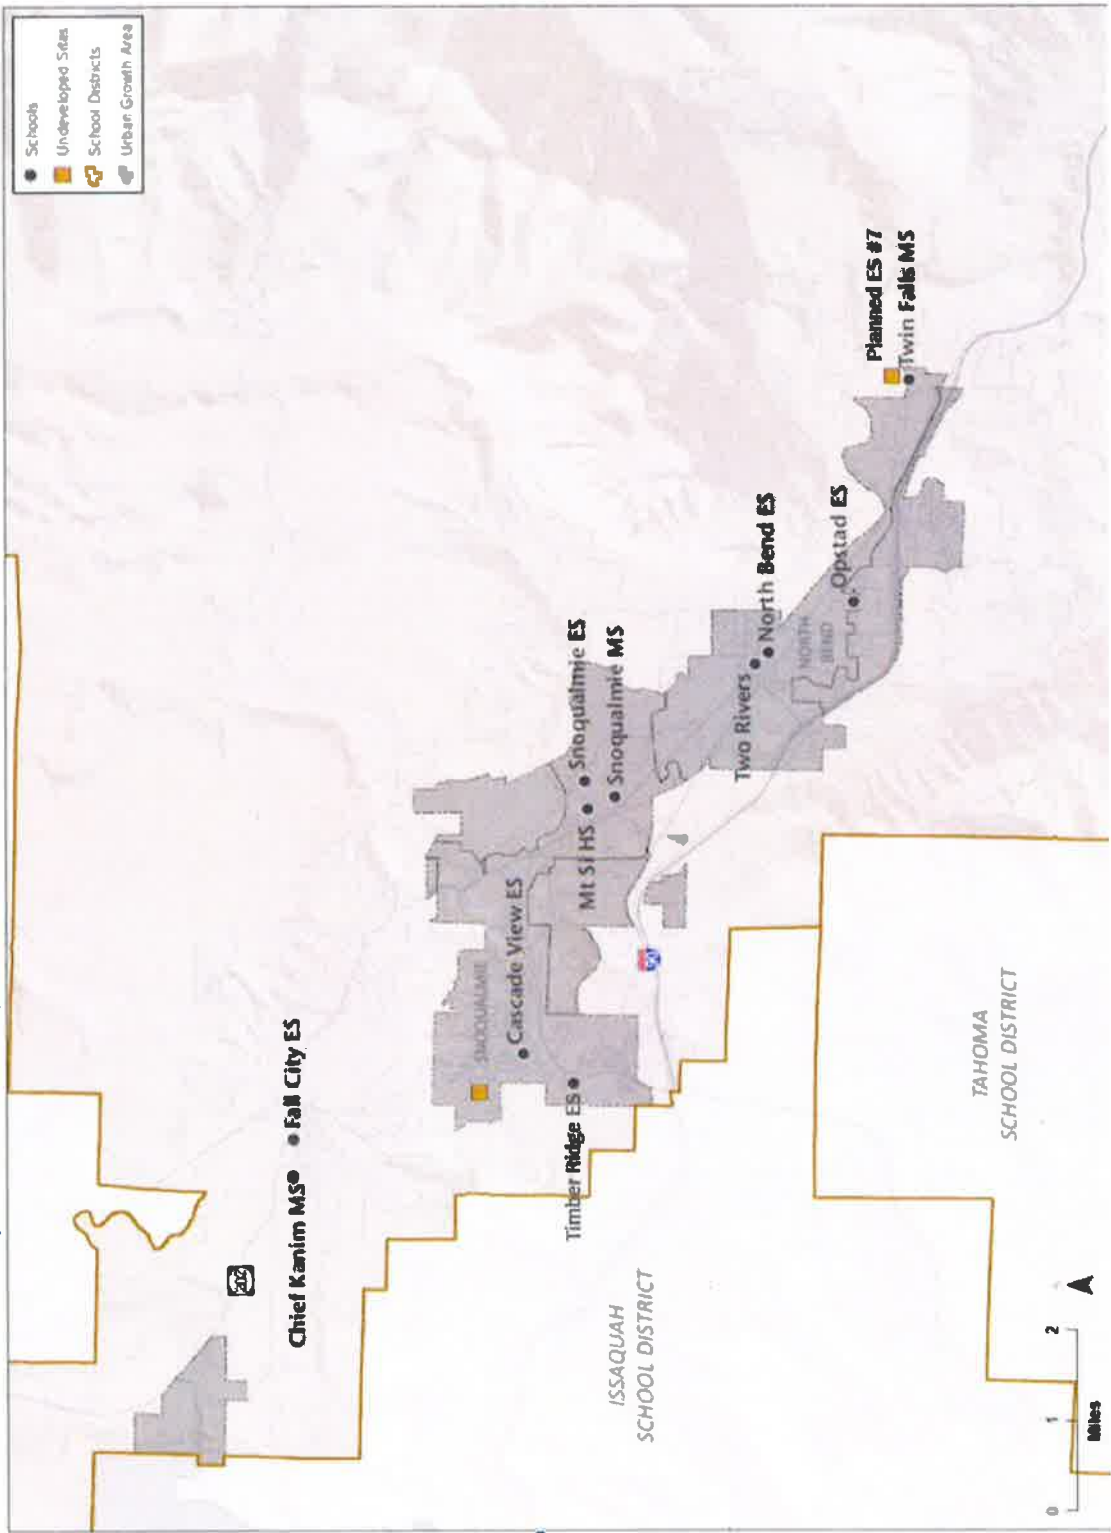 Schools
Undeveloped Sites
School Districts
Urban Growth Area
Chief Kanim MS
Fall City ES
202
SNOQUALMIE
Cascade View ES
Timber Ridge ES
Mt Si HS
Snoqualmie ES
Snoqualmie MS
90
Two Rivers
North Bend ES
NORTH
BEND
Opstad ES
Planned ES #7
Twin Falls MS
ISSAQUAH
SCHOOL DISTRICT
TAHOMA
SCHOOL DISTRICT
0 1 2
Miles